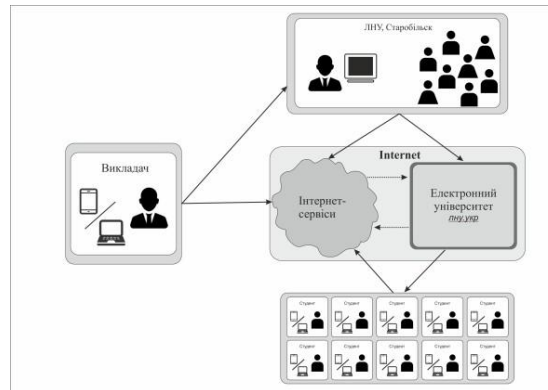 ЛНУ, Старобільск
Викладач
Internet
Інтернет-
сервіси
Електронний
університет
лну.укр
Студент Студент Студент Студент Студент
Студент Студент Студент Студент Студент